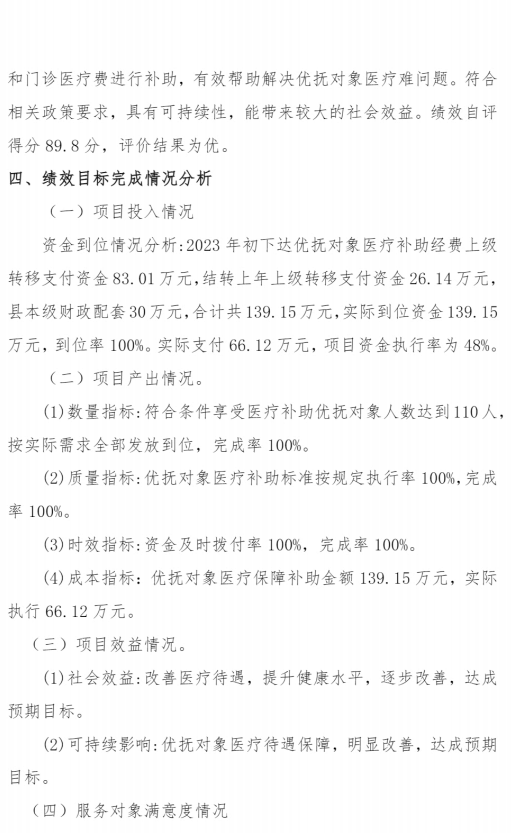 和门诊医疗费进行补助，有效帮助解决优抚对象医疗难问题。符合
相关政策要求，具有可持续性，能带来较大的社会效益。绩效自评
得分 89.8 分，评价结果为优。
四、绩效目标完成情况分析
（一）项目投入情况
资金到位情况分析:2023 年初下达优抚对象医疗补助经费上级
转移支付资金 83.01 万元,结转上年上级转移支付资金 26.14 万元，
县本级财政配套 30 万元,合计共 139.15 万元,实际到位资金 139.15
万元，到位率 100%。实际支付 66.12 万元，项目资金执行率为 48%。
（二）项目产出情况。
(1)数量指标:符合条件享受医疗补助优抚对象人数达到 110 人，
按实际需求全部发放到位，完成率 100%。
(2)质量指标:优抚对象医疗补助标准按规定执行率 100%,完成
率 100%。
(3)时效指标:资金及时拨付率 100%，完成率 100%。
(4)成本指标：优抚对象医疗保障补助金额 139.15 万元，实际
执行 66.12 万元。
（三）项目效益情况。
(1)社会效益:改善医疗待遇，提升健康水平，逐步改善，达成
预期目标。
(2)可持续影响:优抚对象医疗待遇保障，明显改善，达成预期
目标。
（四）服务对象满意度情况